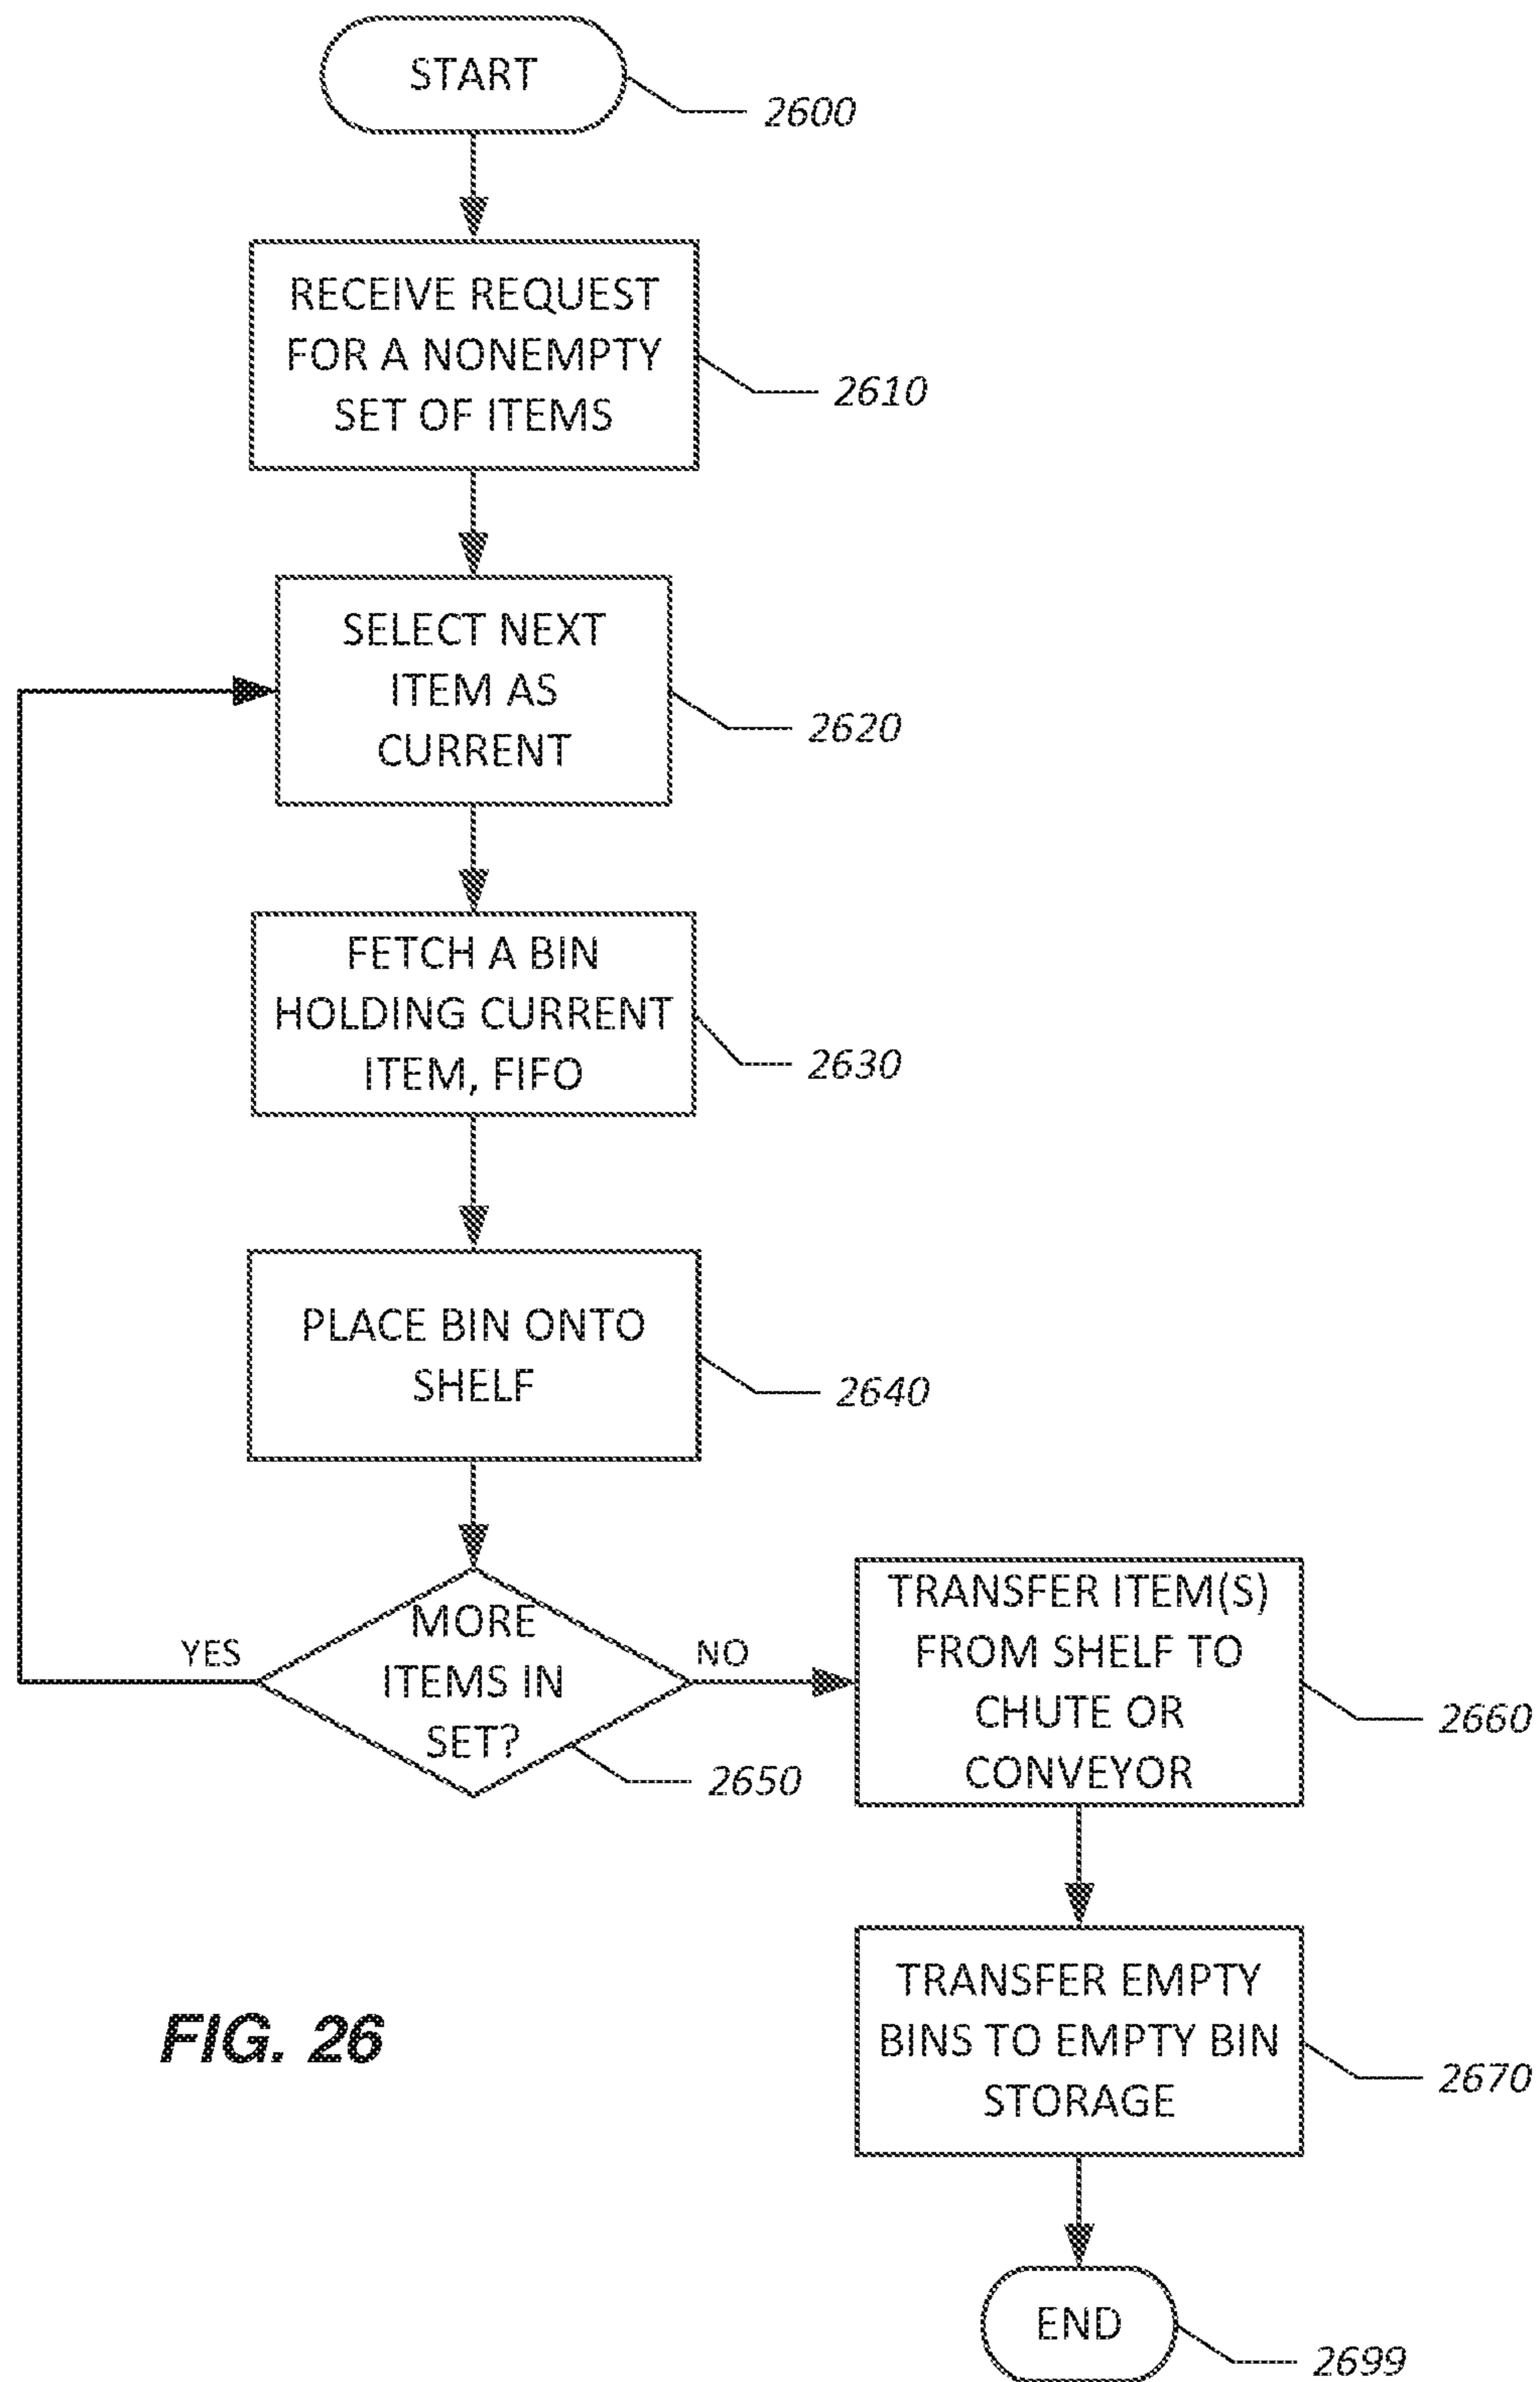 START
2600
RECEIVE REQUEST
FOR A NONEMPTY
SET OF ITEMS
2610
SELECT NEXT
ITEM AS
CURRENT
2620
FETCH A BIN
HOLDING CURRENT
ITEM, FIFO
2630
PLACE BIN ONTO
SHELF
2640
MORE
ITEMS IN
SET?
YES
NO
2650
TRANSFER ITEM(S)
FROM SHELF TO
CHUTE OR
CONVEYOR
2660
TRANSFER EMPTY
BINS TO EMPTY BIN
STORAGE
2670
END
2699
FIG. 26